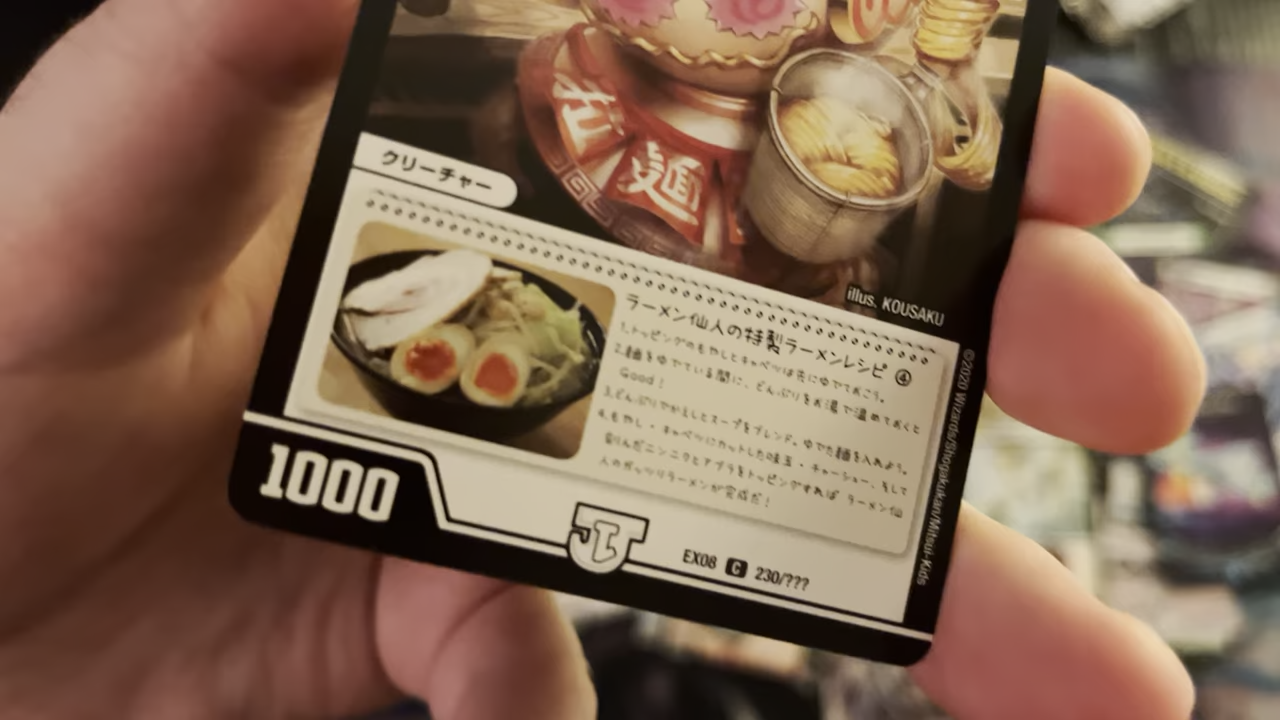 拉
麺
クリーチャー
illus. KOUSAKU
ラーメン仙人の特製ラーメンレシピ ④
1.トッピングのもやしとキャベツは先にゆでておこう。
2.麺をゆでている間に、どんぶりをお湯で温めておくと
Good!
3.どんぶりでかえしとスープをブレンド。ゆでた麺を入れよう。
4.もやし・キャベツにカットした味玉・チャーシュー、そして
刻んだニンニクとアブラをトッピングすれば ラーメン仙
人のガッツリラーメンが完成だ!
©2020 Wizards/Shogakukan/Mitsui-Kids
1000
EX08 C 230/???